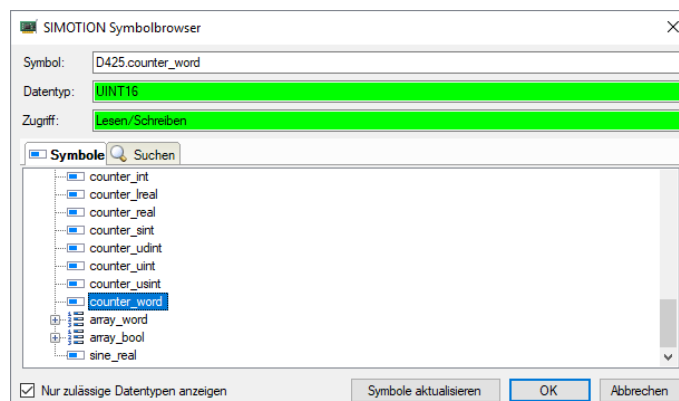 SIMOTION Symbolbrowser
Symbol: D425.counter_word
Datentyp: UINT16
Zugriff: Lesen/Schreiben
Symbole Suchen
counter_int
counter_lreal
counter_real
counter_sint
counter_udint
counter_uint
counter_usint
counter_word
array_word
array_bool
sine_real
Nur zulässige Datentypen anzeigen Symbole aktualisieren OK Abbrechen